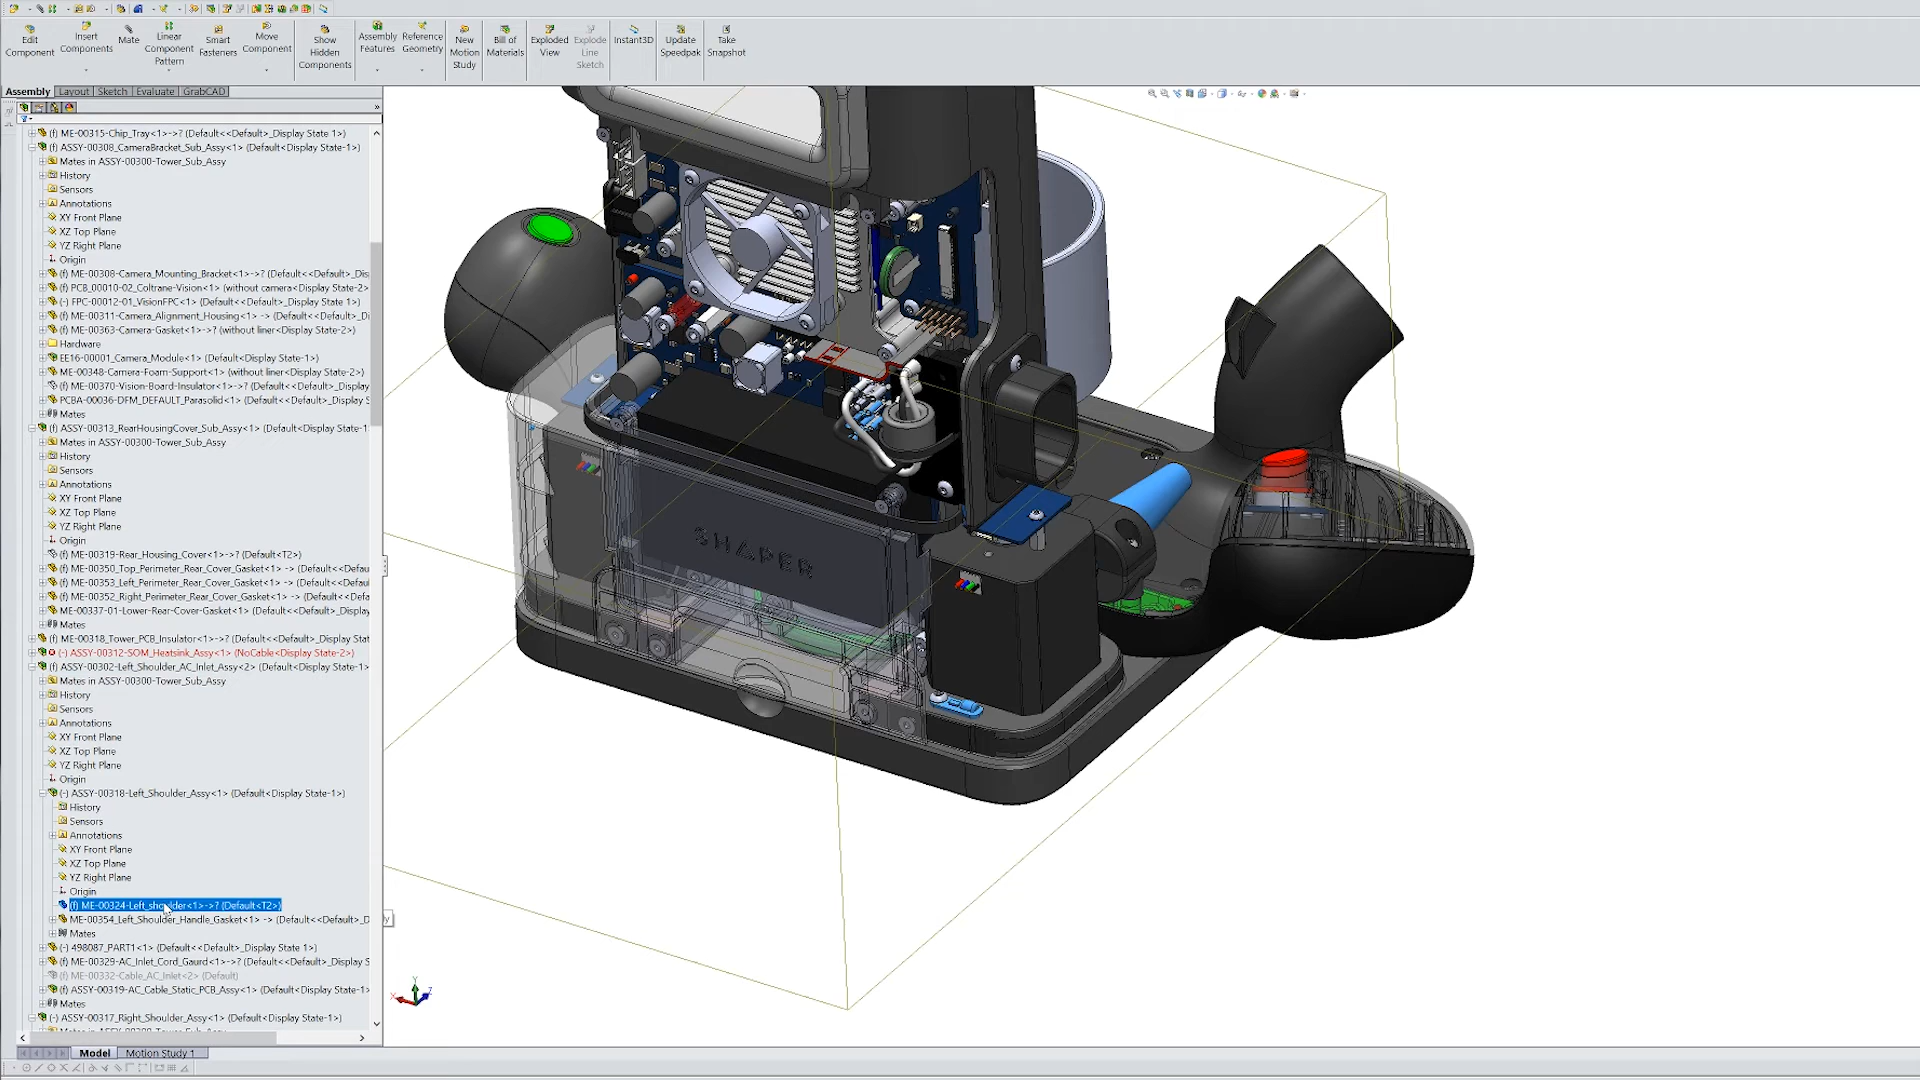 Edit Component
Insert Components
Mate
Linear Component Pattern
Smart Fasteners
Move Component
Show Hidden Components
Assembly Features
Reference Geometry
New Motion Study
Bill of Materials
Exploded View
Explode Line Sketch
Instant3D
Update Speedpak
Take Snapshot
Assembly Layout Sketch Evaluate GrabCAD
(f) ME-00315-Chip_Tray<1>->? (Default<<Default>_Display State 1>)
(f) ASSY-00308_CameraBracket_Sub_Assy<1> (Default<Display State-1>)
Mates in ASSY-00300-Tower_Sub_Assy
History
Sensors
Annotations
XY Front Plane
XZ Top Plane
YZ Right Plane
Origin
(f) ME-00308-Camera_Mounting_Bracket<1>->? (Default<<Default>_Dis
(f) PCB_00010-02_Coltrane-Vision<1> (without camera<Display State-2>
(-) FPC-00012-01_VisionFPC<1> (Default<<Default>_Display State 1>)
(f) ME-00311-Camera_Alignment_Housing<1> -> (Default<<Default>_Di
(f) ME-00363-Camera-Gasket<1>->? (without liner<Display State-2>)
Hardware
EE16-00001_Camera_Module<1> (Default<Display State-1>)
ME-00348-Camera-Foam-Support<1> (without liner<Display State-2>)
(f) ME-00370-Vision-Board-Insulator<1>->? (Default<<Default>_Display
PCBA-00036-DFM_DEFAULT_Parasolid<1> (Default<<Default>_Display S
Mates
(f) ASSY-00313_RearHousingCover_Sub_Assy<1> (Default<Display State-1
Mates in ASSY-00300-Tower_Sub_Assy
History
Sensors
Annotations
XY Front Plane
XZ Top Plane
YZ Right Plane
Origin
(f) ME-00319-Rear_Housing_Cover<1>->? (Default<T2>)
(f) ME-00350_Top_Perimeter_Rear_Cover_Gasket<1> -> (Default<<Defau
(f) ME-00353_Left_Perimeter_Rear_Cover_Gasket<1> -> (Default<<Defau
(f) ME-00352_Right_Perimeter_Rear_Cover_Gasket<1> -> (Default<<Def
ME-00337-01-Lower-Rear-Cover-Gasket<1> (Default<<Default>_Display
Mates
(f) ME-00318_Tower_PCB_Insulator<1>->? (Default<<Default>_Display Stat
(-) ASSY-00312-SOM_Heatsink_Assy<1> (NoCable<Display State-2>)
(f) ASSY-00302-Left_Shoulder_AC_Inlet_Assy<2> (Default<Display State-1>
Mates in ASSY-00300-Tower_Sub_Assy
History
Sensors
Annotations
XY Front Plane
XZ Top Plane
YZ Right Plane
Origin
(-) ASSY-00318-Left_Shoulder_Assy<1> (Default<Display State-1>)
History
Sensors
Annotations
XY Front Plane
XZ Top Plane
YZ Right Plane
Origin
(f) ME-00324-Left_shoulder<1>->? (Default<T2>)
ME-00354_Left_Shoulder_Handle_Gasket<1> -> (Default<<Default>_D
Mates
(-) 498087_PART1<1> (Default<<Default>_Display State 1>)
(f) ME-00329-AC_Inlet_Cord_Gaurd<1>->? (Default<<Default>_Display S
(f) ME-00332-Cable_AC_Inlet<2> (Default)
(f) ASSY-00319-AC_Cable_Static_PCB_Assy<1> (Default<Display State-1>
Mates
(-) ASSY-00317_Right_Shoulder_Assy<1> (Default<Display State-1>)
SHAPER
Model Motion Study 1